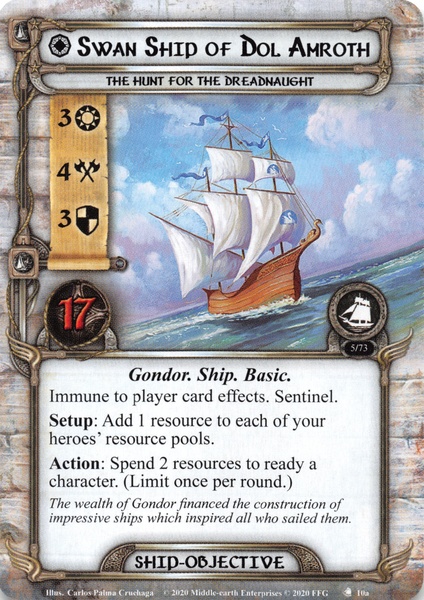 Swan Ship of Dol Amroth
The Hunt for the Dreadnaught
3
4
3
17
5/73
Gondor. Ship. Basic.
Immune to player card effects. Sentinel.
Setup: Add 1 resource to each of your
heroes’ resource pools.
Action: Spend 2 resources to ready a
character. (Limit once per round.)
The wealth of Gondor financed the construction of
impressive ships which inspired all who sailed them.
Ship-Objective
Illus. Carlos Palma Cruchaga © 2020 Middle-earth Enterprises © 2020 FFG 10a